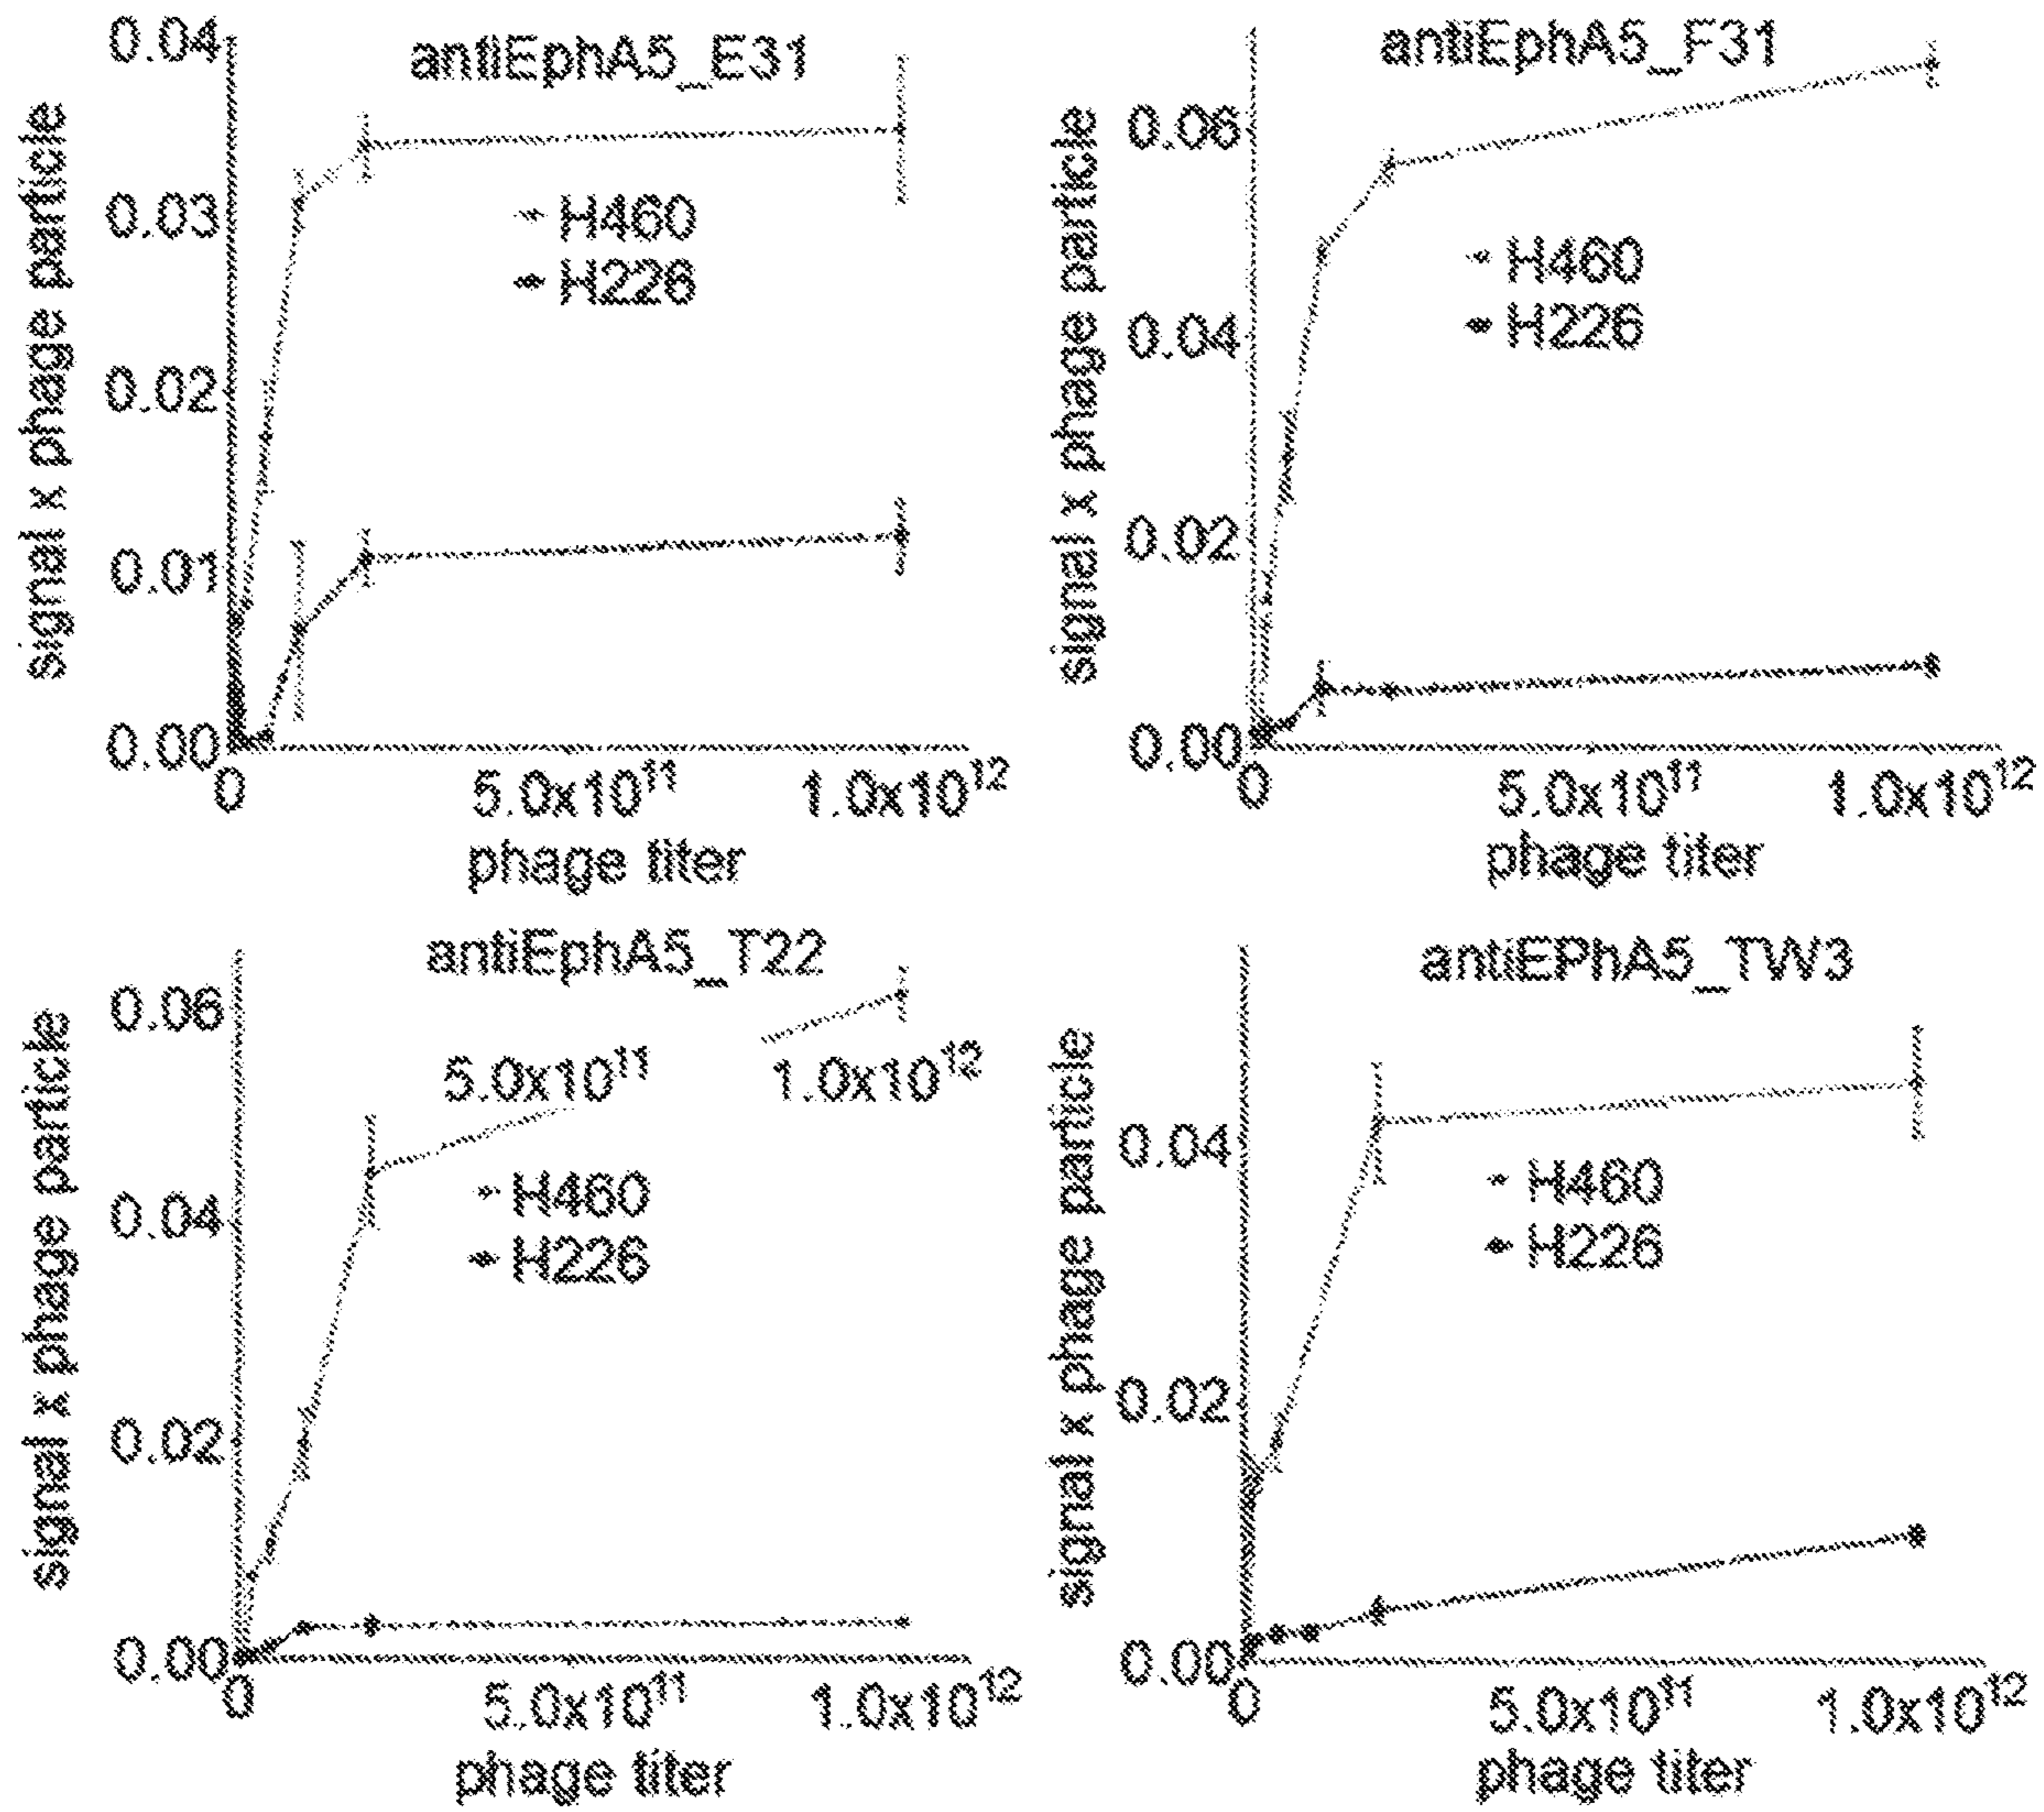 antiEphA5_E31
signal x phage particle
0.04
0.03
0.02
0.01
0.00
H460
H226
0
5.0x10¹¹
1.0x10¹²
phage titer
antiEphA5_F31
signal x phage particle
0.06
0.04
0.02
0.00
H460
H226
0
5.0x10¹¹
1.0x10¹²
phage titer
antiEphA5_T22
signal x phage particle
0.06
0.04
0.02
0.00
5.0x10¹¹
1.0x10¹²
H460
H226
0
5.0x10¹¹
1.0x10¹²
phage titer
antiEPhA5_TW3
signal x phage particle
0.04
0.02
0.00
H460
H226
0
5.0x10¹¹
1.0x10¹²
phage titer